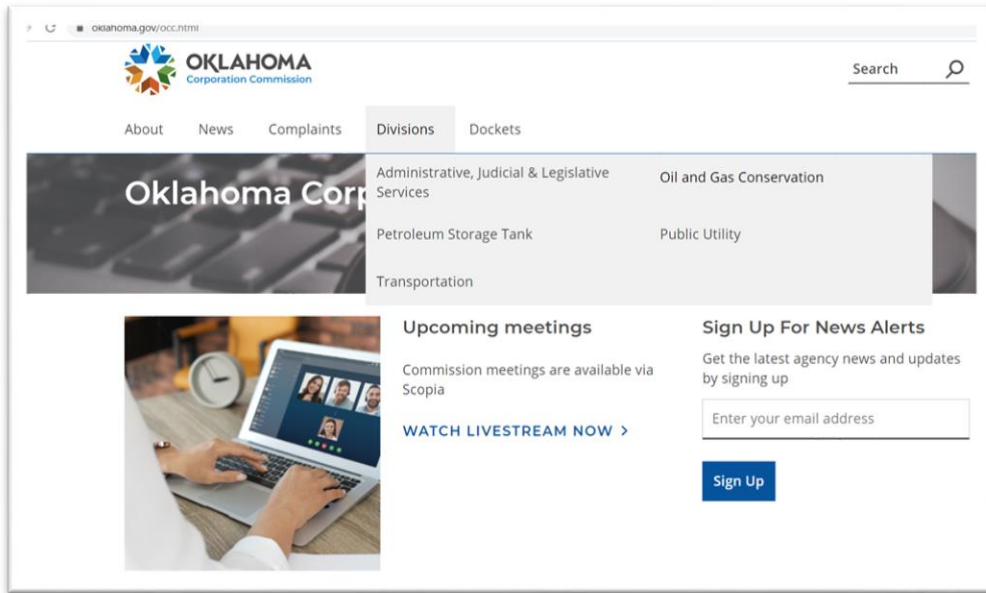 oklahoma.gov/occ.html
OKLAHOMA
Corporation Commission
Search
About News Complaints Divisions Dockets
Oklahoma
Administrative, Judicial & Legislative
Services
Oil and Gas Conservation
Petroleum Storage Tank
Public Utility
Transportation
Upcoming meetings
Commission meetings are available via
Scopia
WATCH LIVESTREAM NOW >
Sign Up For News Alerts
Get the latest agency news and updates
by signing up
Enter your email address
Sign Up